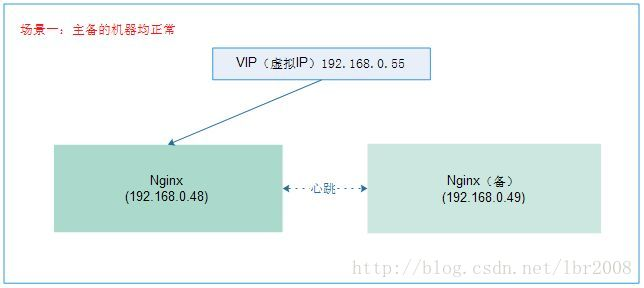 场景一：主备的机器均正常
VIP（虚拟IP）192.168.0.55
Nginx
(192.168.0.48)
心跳
Nginx（备）
(192.168.0.49)
http://blog.csdn.net/lbr2008